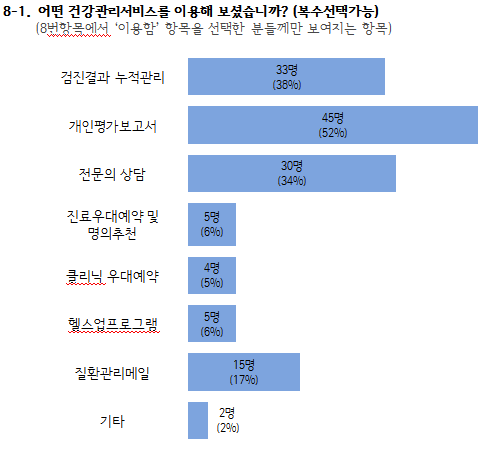 8-1. 어떤 건강관리서비스를 이용해 보셨습니까? (복수선택가능)
(8번항목에서 '이용함' 항목을 선택한 분들께만 보여지는 항목)
검진결과 누적관리
33명
(38%)
개인평가보고서
45명
(52%)
전문의 상담
30명
(34%)
진료우대예약 및
명의추천
5명
(6%)
클리닉 우대예약
4명
(5%)
헬스업프로그램
5명
(6%)
질환관리메일
15명
(17%)
기타
2명
(2%)